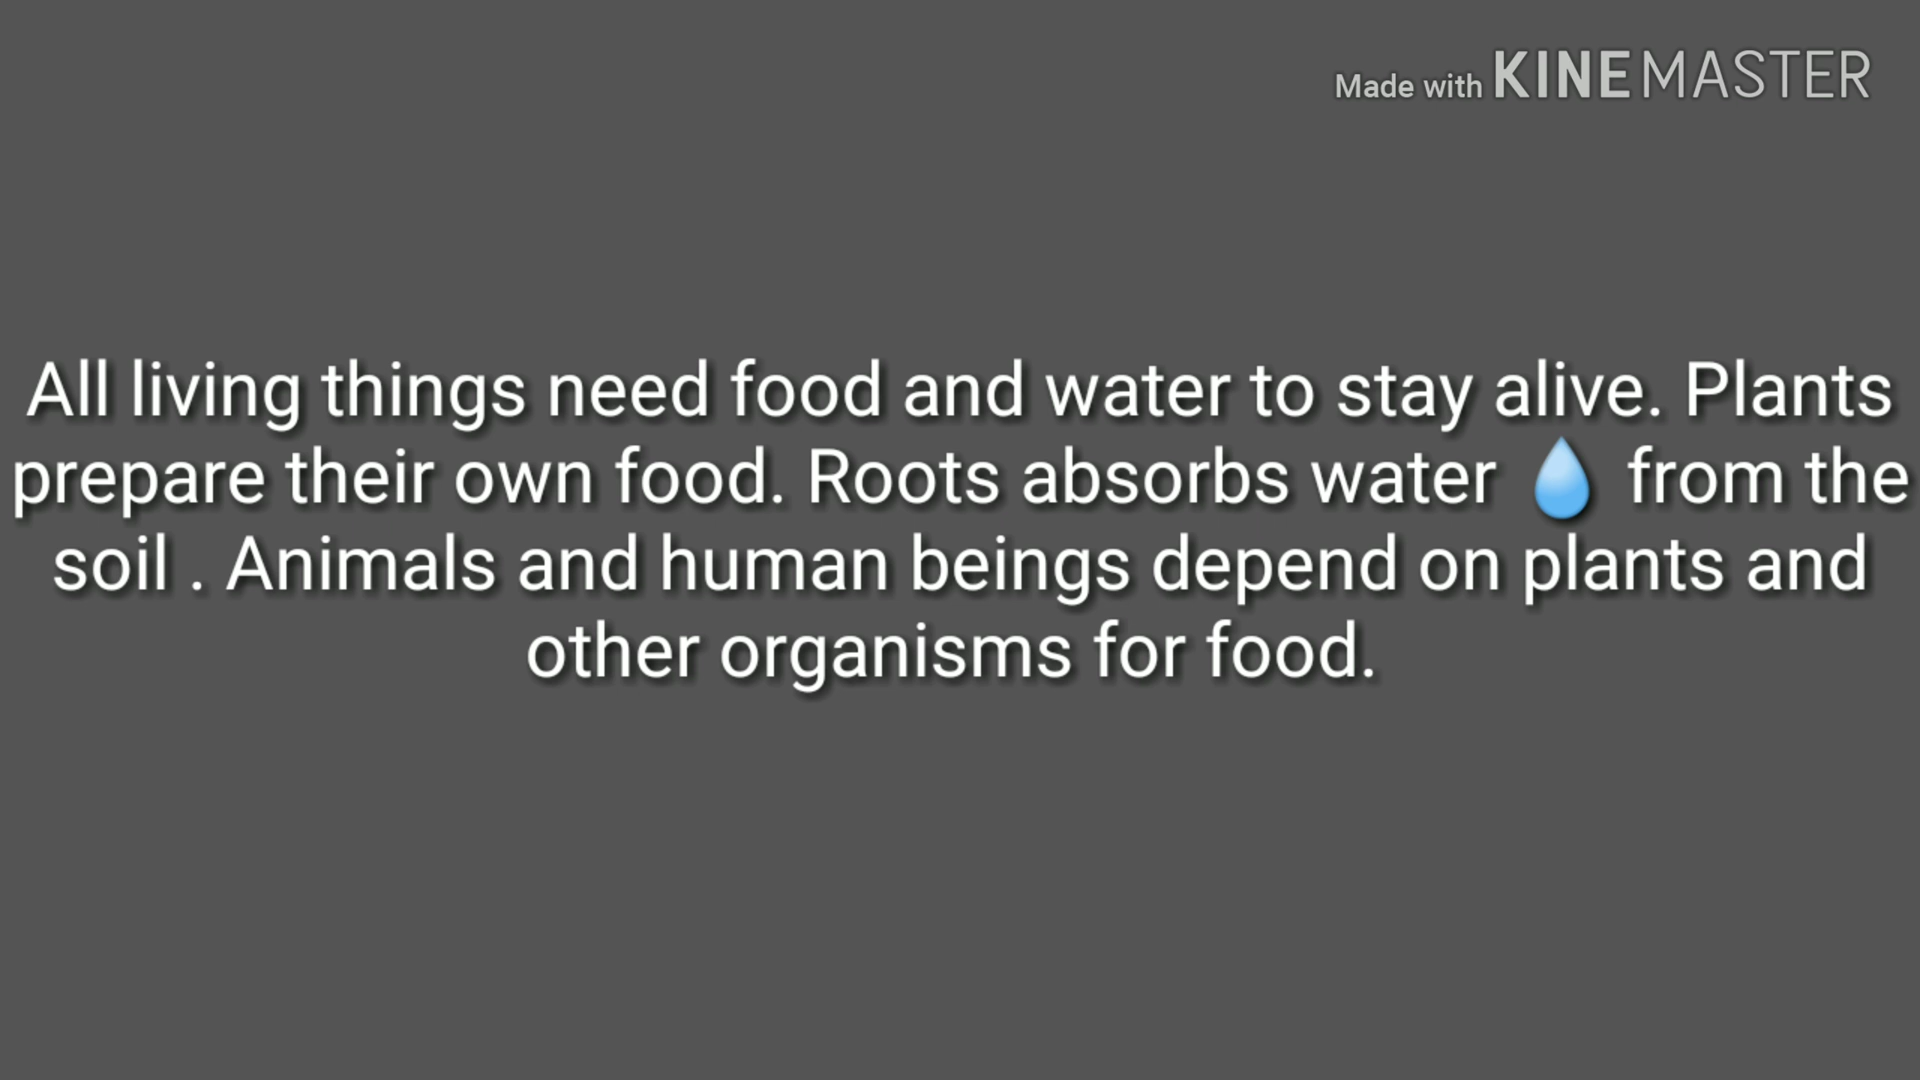 Made with KINEMASTER
All living things need food and water to stay alive. Plants
prepare their own food. Roots absorbs water 💧 from the
soil . Animals and human beings depend on plants and
other organisms for food.